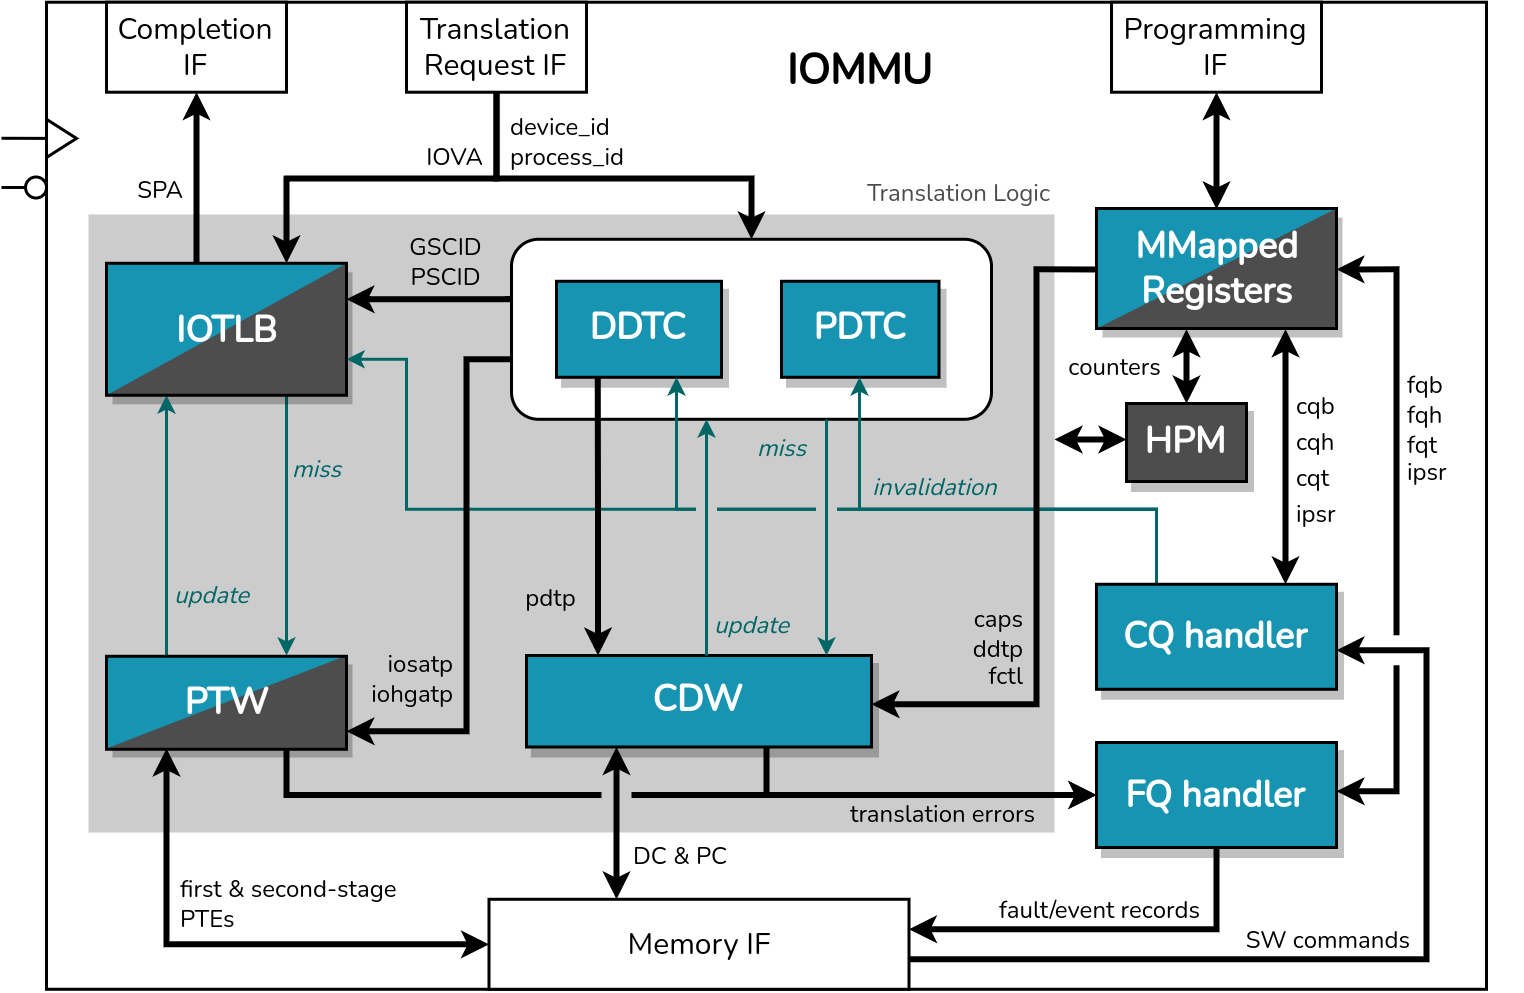 Completion
IF
Translation
Request IF
IOMMU
Programming
IF
device_id
process_id
IOVA
SPA
Translation Logic
GSCID
PSCID
IOTLB
DDTC
PDTC
MMapped
Registers
counters
HPM
fqb
fqh
fqt
ipsr
cqb
cqh
cqt
ipsr
miss
miss
invalidation
update
pdtp
update
caps
ddtp
fctl
iosatp
iohgatp
PTW
CDW
CQ handler
FQ handler
translation errors
DC & PC
first & second-stage
PTEs
Memory IF
fault/event records
SW commands